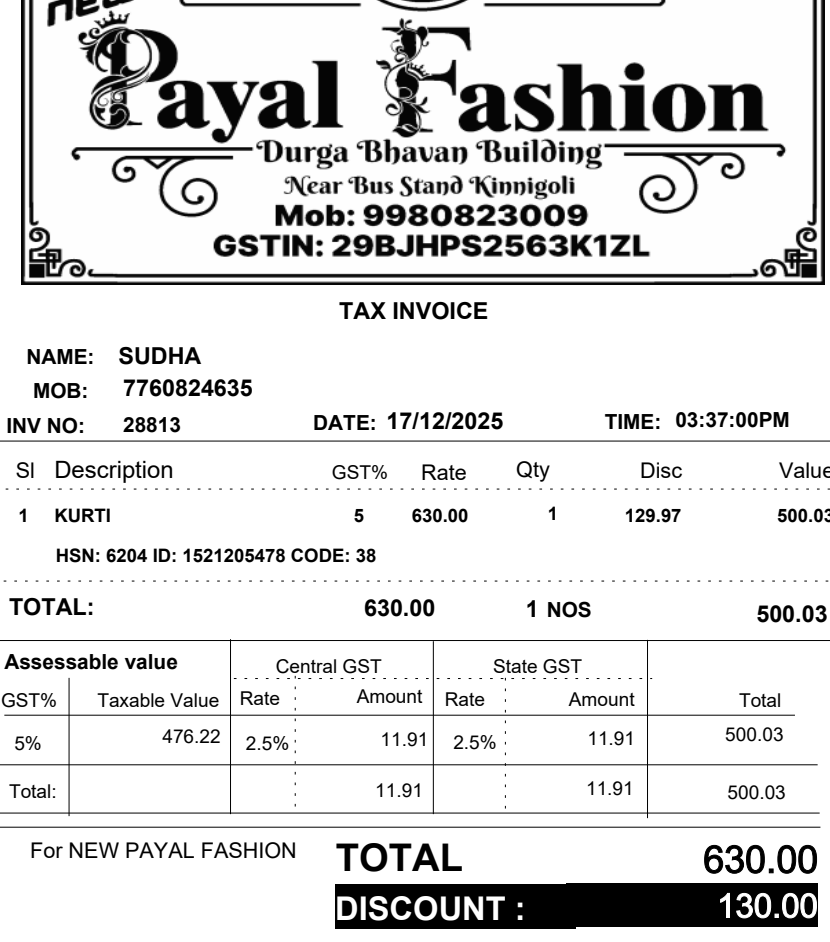 new
Payal Fashion
Durga Bhavan Building
Near Bus Stand Kinnigoli
Mob: 9980823009
GSTIN: 29BJHPS2563K1ZL
TAX INVOICE
NAME: SUDHA
MOB: 7760824635
INV NO: 28813 DATE: 17/12/2025 TIME: 03:37:00PM
Sl Description GST% Rate Qty Disc Value
1 KURTI 5 630.00 1 129.97 500.03
HSN: 6204 ID: 1521205478 CODE: 38
TOTAL: 630.00 1 NOS 500.03
Assessable value Central GST State GST
GST% Taxable Value Rate Amount Rate Amount Total
5% 476.22 2.5% 11.91 2.5% 11.91 500.03
Total: 11.91 11.91 500.03
For NEW PAYAL FASHION TOTAL 630.00
DISCOUNT : 130.00